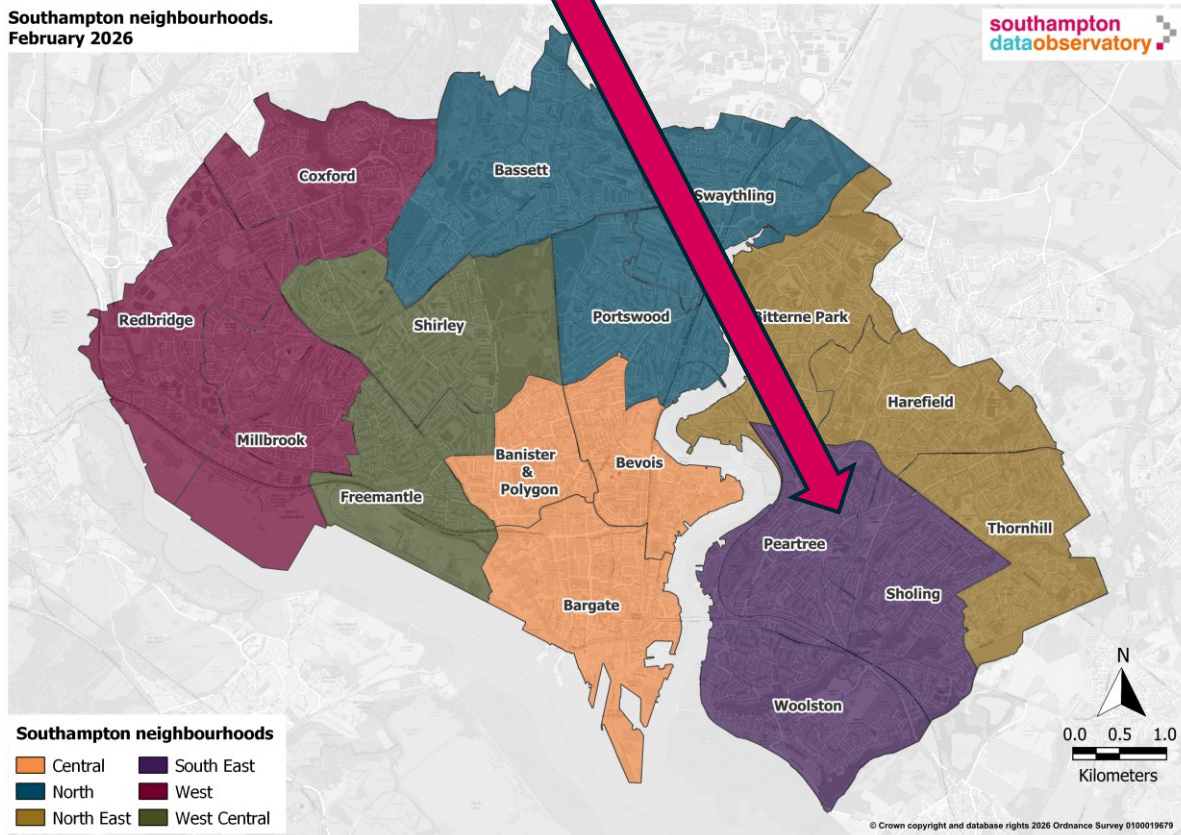 Southampton neighbourhoods.
February 2026
southampton
dataobservatory
Coxford
Bassett
Swaythling
Redbridge
Shirley
Portswood
Bitterne Park
Harefield
Millbrook
Banister
&
Polygon
Bevois
Freemantle
Thornhill
Peartree
Sholing
Bargate
Woolston
N
0.0 0.5 1.0
Kilometers
Southampton neighbourhoods
Central South East
North West
North East West Central
© Crown copyright and database rights 2026 Ordnance Survey 0100019679